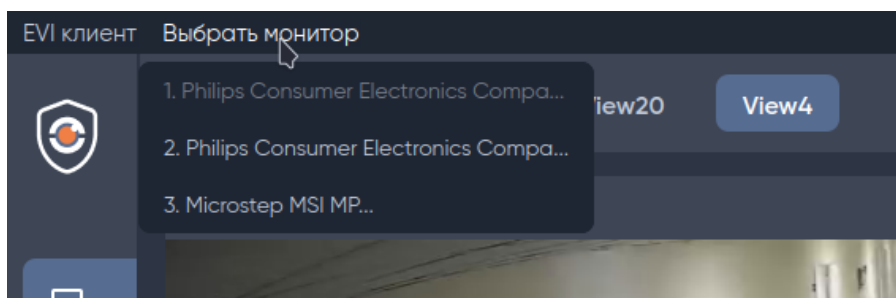 EVI клиент Выбрать монитор
1. Philips Consumer Electronics Compa...
View20 View4
2. Philips Consumer Electronics Compa...
3. Microstep MSI MP...